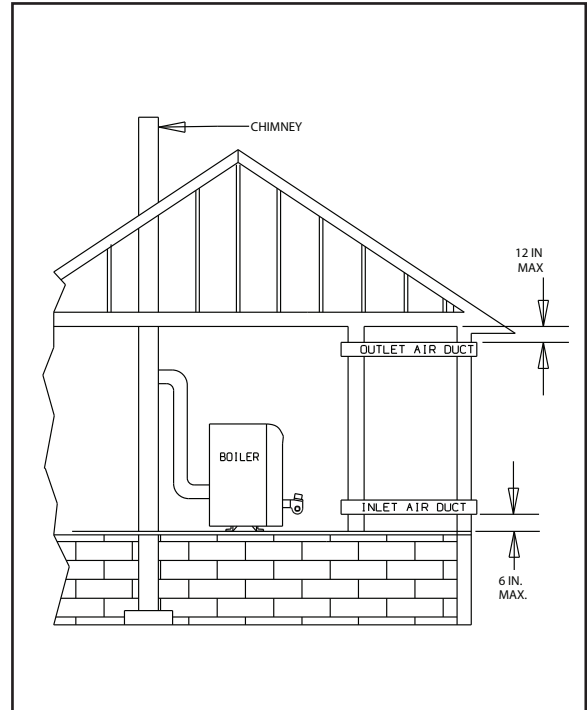 CHIMNEY
12 IN
MAX
OUTLET AIR DUCT
BOILER
INLET AIR DUCT
6 IN.
MAX.